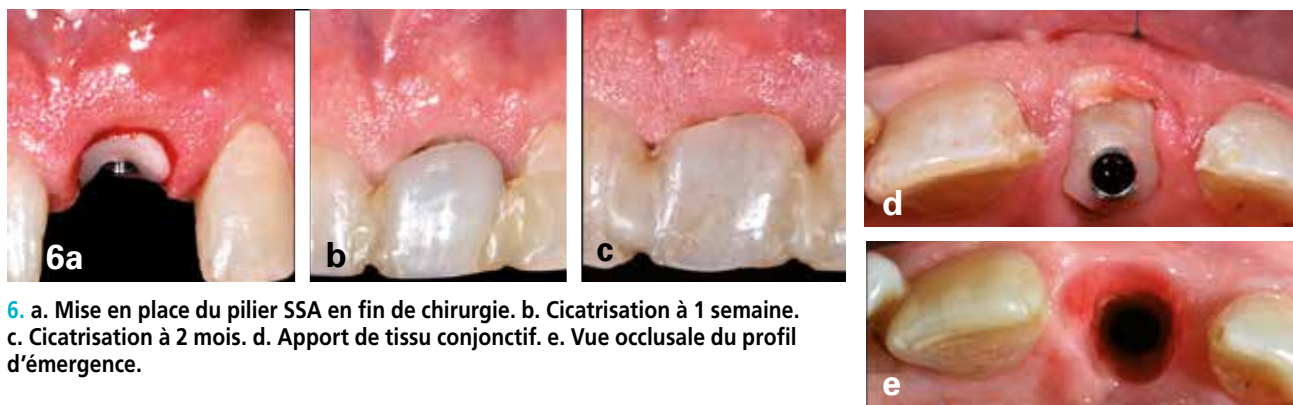 6a
b
c
d
e
6. a. Mise en place du pilier SSA en fin de chirurgie. b. Cicatrisation à 1 semaine.
c. Cicatrisation à 2 mois. d. Apport de tissu conjonctif. e. Vue occlusale du profil
d'émergence.